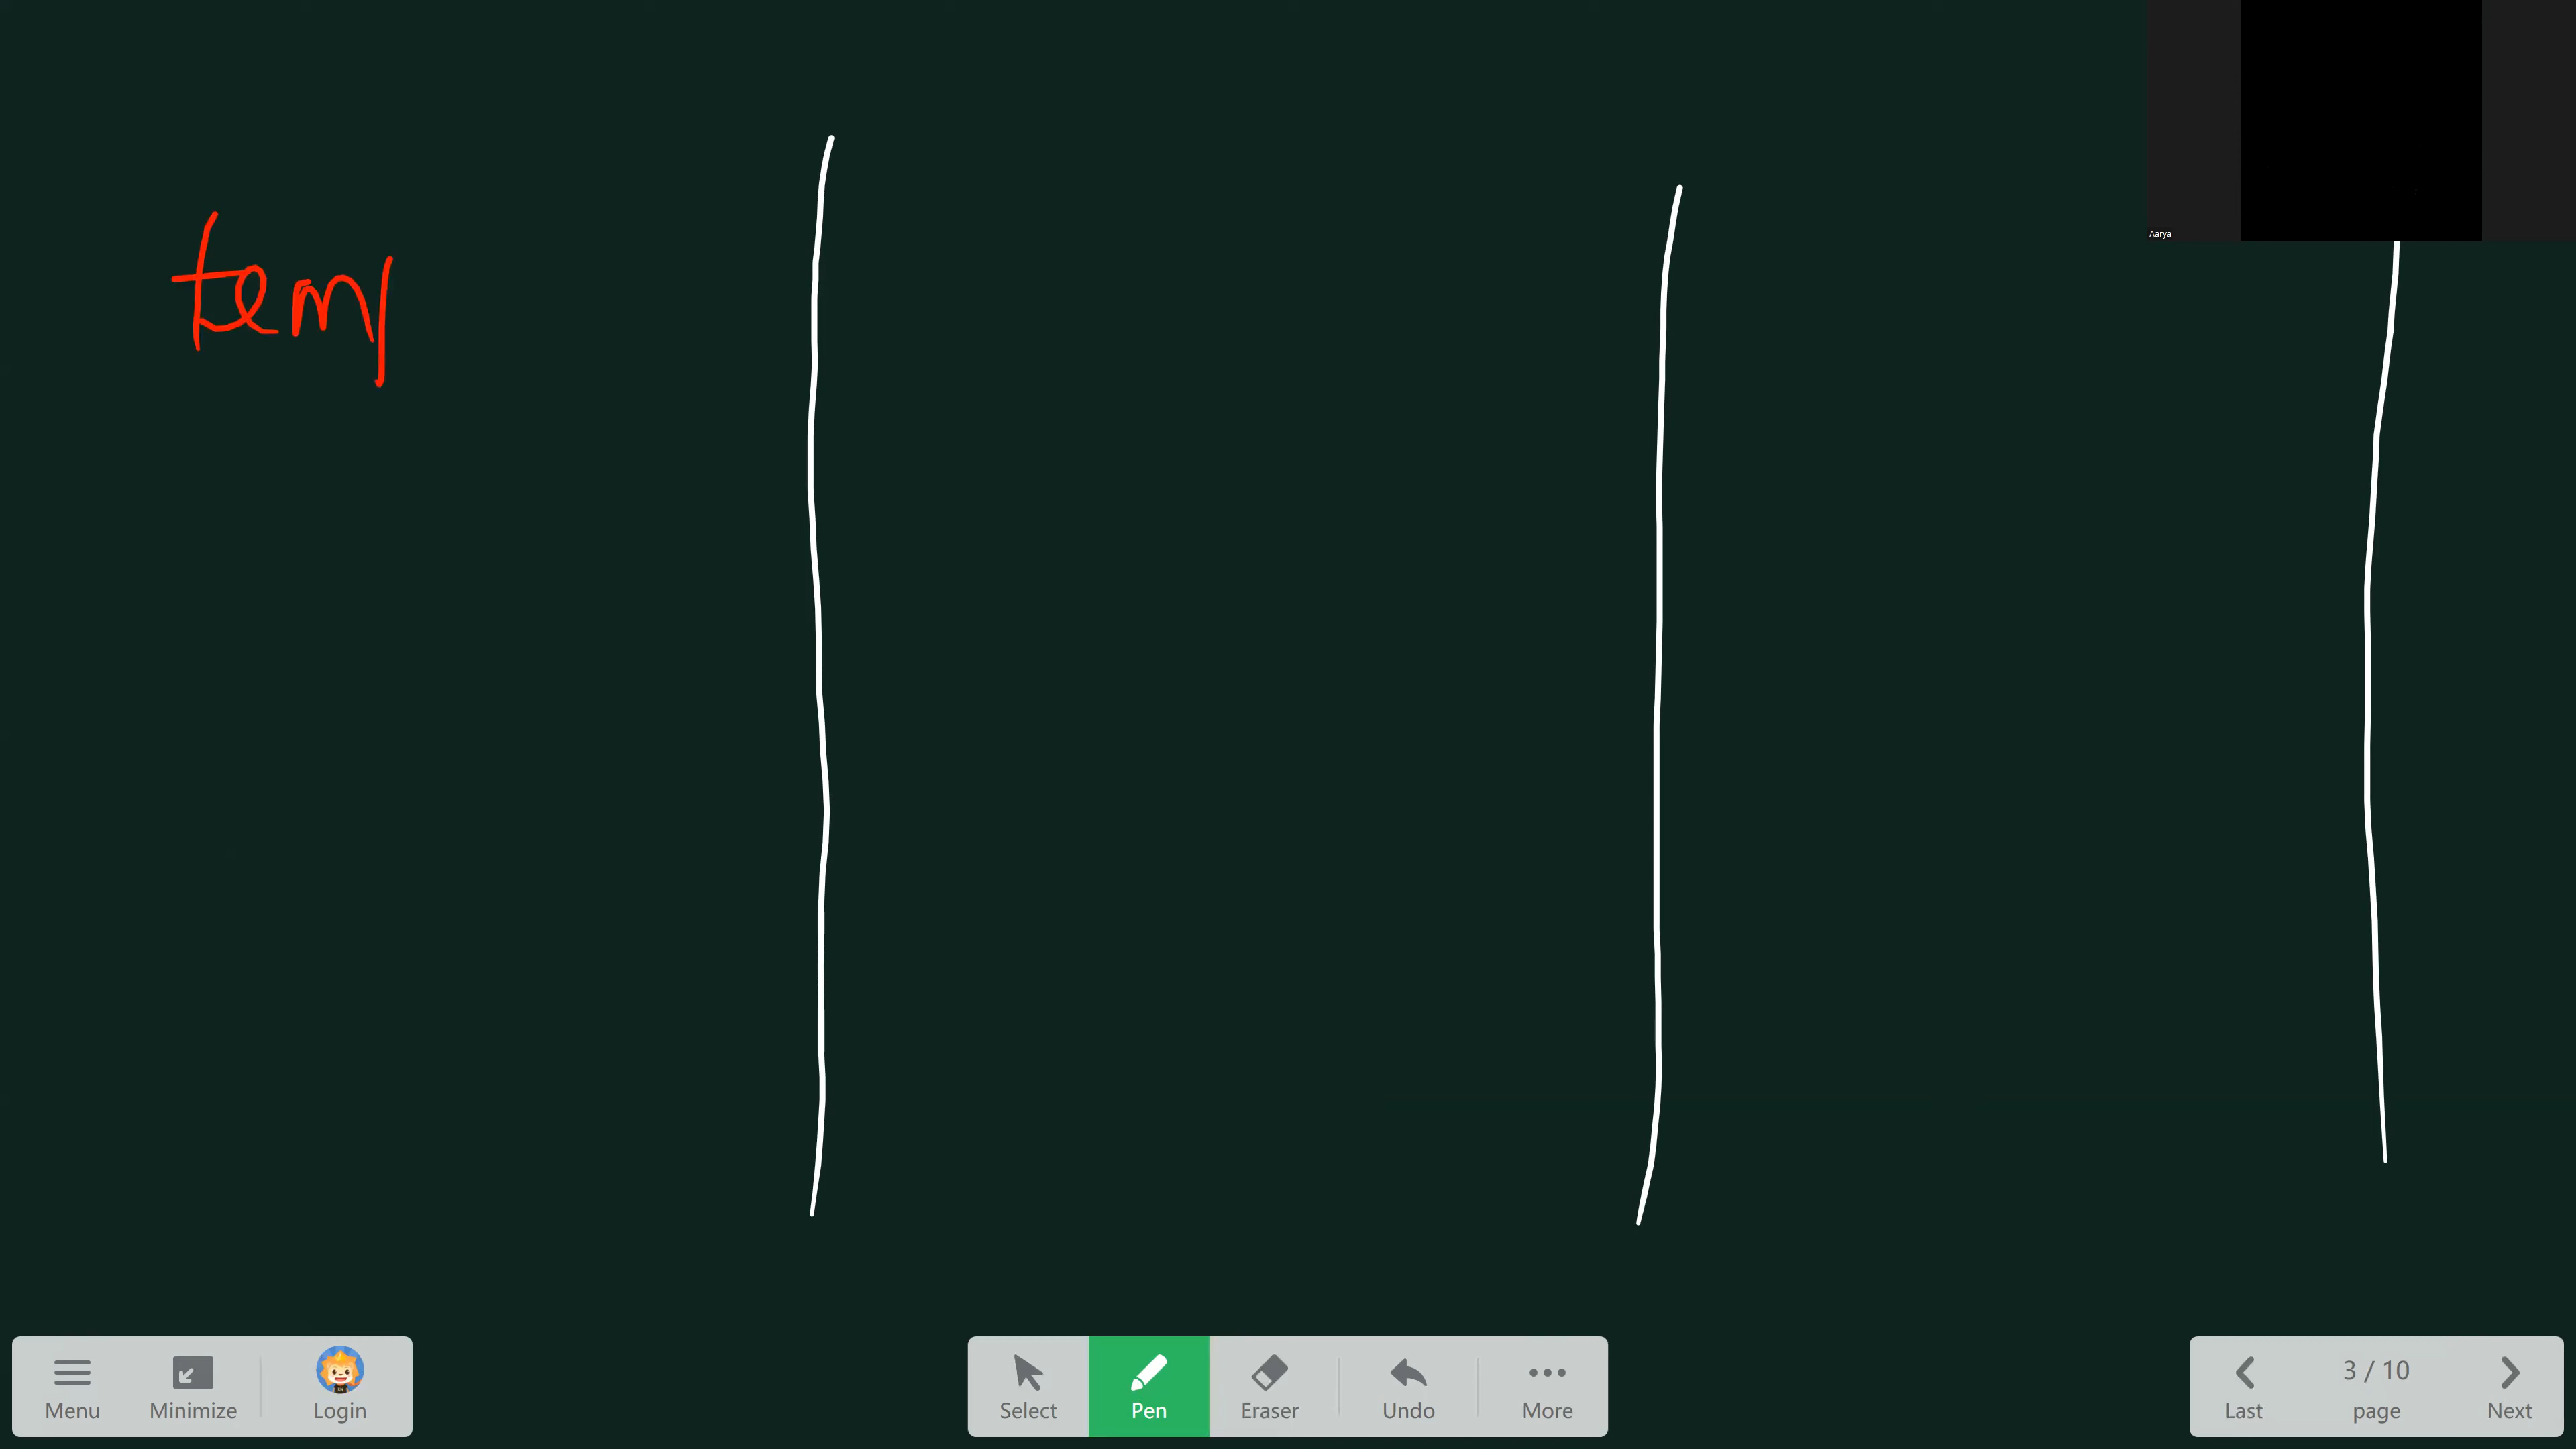 tem
Aarya
Menu
Minimize
Login
Select
Pen
Eraser
Undo
More
Last
3 / 10
page
Next